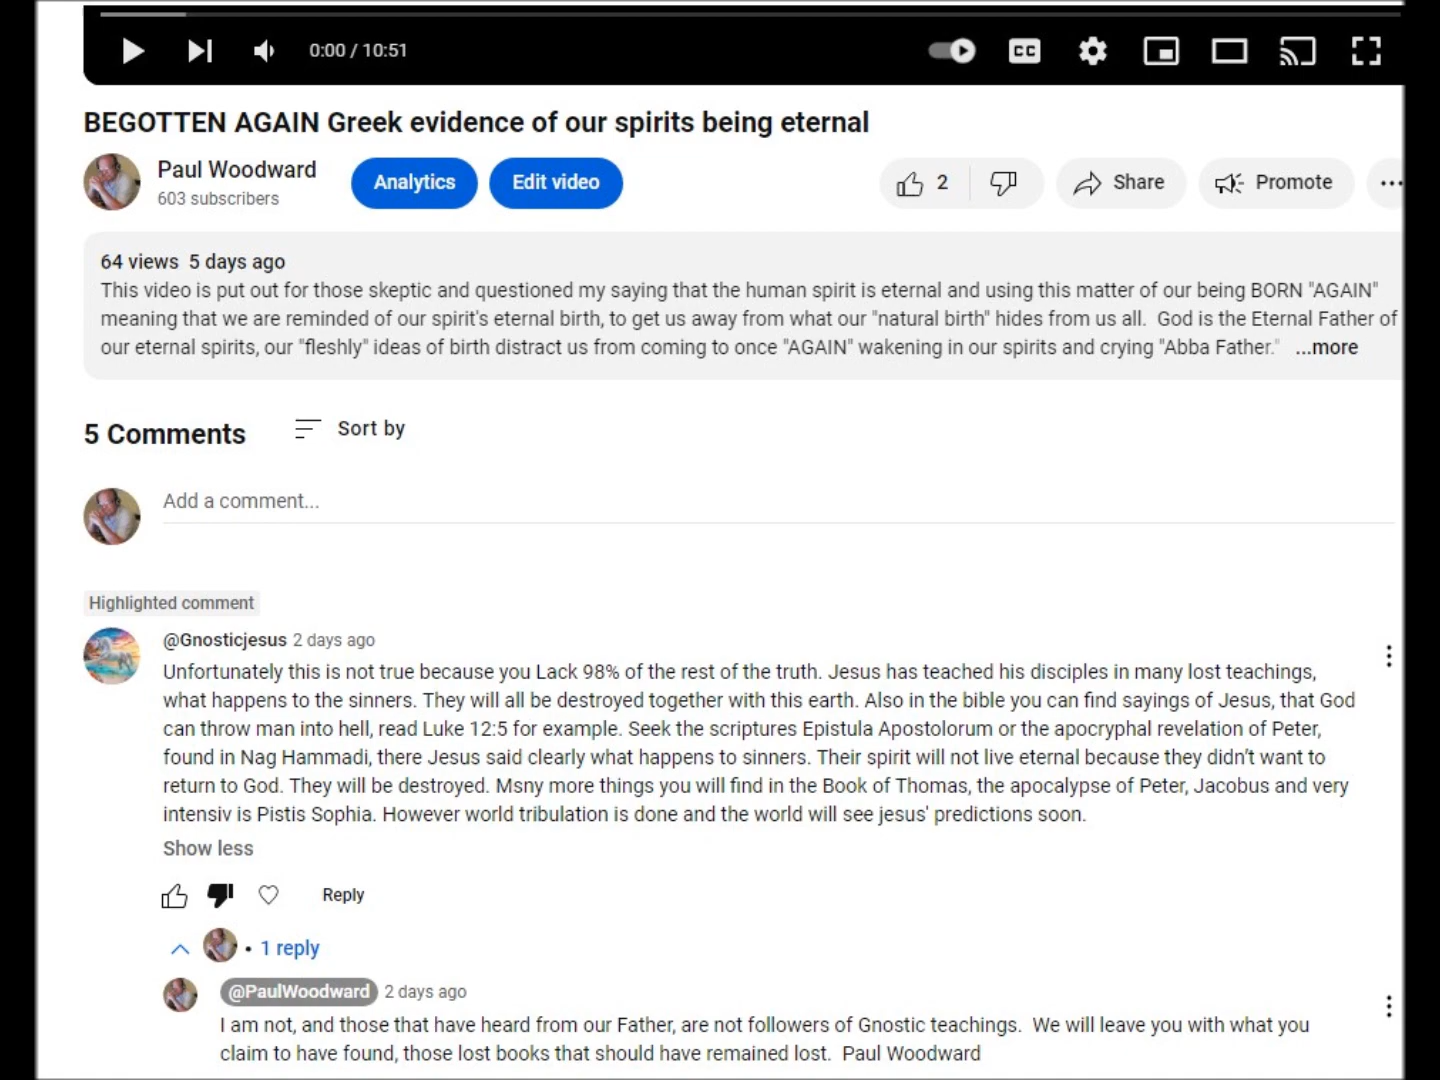 0:00 / 10:51
CC
BEGOTTEN AGAIN Greek evidence of our spirits being eternal
Paul Woodward
603 subscribers
Analytics
Edit video
2
Share
Promote
64 views 5 days ago
This video is put out for those skeptic and questioned my saying that the human spirit is eternal and using this matter of our being BORN "AGAIN"
meaning that we are reminded of our spirit's eternal birth, to get us away from what our "natural birth" hides from us all. God is the Eternal Father of
our eternal spirits, our "fleshly" ideas of birth distract us from coming to once "AGAIN" wakening in our spirits and crying "Abba Father." ...more
5 Comments
Sort by
Add a comment...
Highlighted comment
@Gnosticjesus 2 days ago
Unfortunately this is not true because you Lack 98% of the rest of the truth. Jesus has teached his disciples in many lost teachings,
what happens to the sinners. They will all be destroyed together with this earth. Also in the bible you can find sayings of Jesus, that God
can throw man into hell, read Luke 12:5 for example. Seek the scriptures Epistula Apostolorum or the apocryphal revelation of Peter,
found in Nag Hammadi, there Jesus said clearly what happens to sinners. Their spirit will not live eternal because they didn't want to
return to God. They will be destroyed. Msny more things you will find in the Book of Thomas, the apocalypse of Peter, Jacobus and very
intensiv is Pistis Sophia. However world tribulation is done and the world will see jesus' predictions soon.
Show less
Reply
• 1 reply
@PaulWoodward 2 days ago
I am not, and those that have heard from our Father, are not followers of Gnostic teachings. We will leave you with what you
claim to have found, those lost books that should have remained lost. Paul Woodward